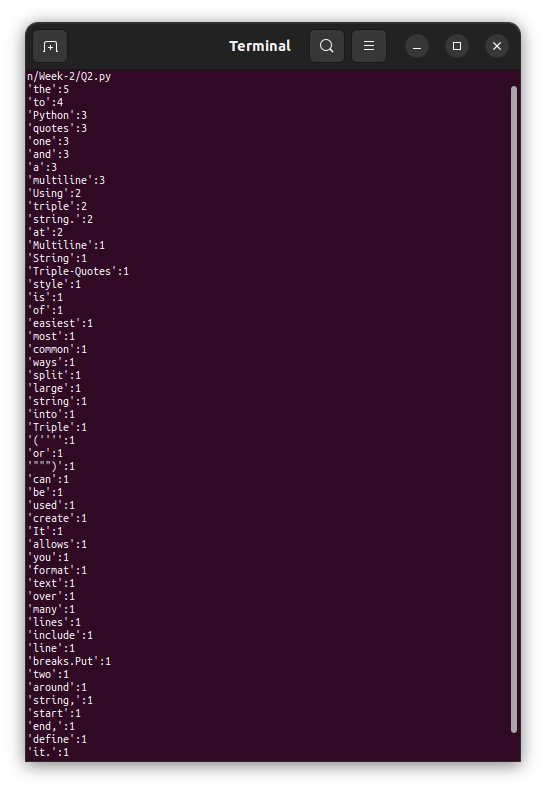 Terminal
n/Week-2/Q2.py
'the':5
'to':4
'Python':3
'quotes':3
'one':3
'and':3
'a':3
'multiline':3
'Using':2
'triple':2
'string.':2
'at':2
'Multiline':1
'String':1
'Triple-Quotes':1
'style':1
'is':1
'of':1
'easiest':1
'most':1
'common':1
'ways':1
'split':1
'large':1
'string':1
'into':1
'Triple':1
'('''':1
'or':1
'""")':1
'can':1
'be':1
'used':1
'create':1
'It':1
'allows':1
'you':1
'format':1
'text':1
'over':1
'many':1
'lines':1
'include':1
'line':1
'breaks.Put':1
'two':1
'around':1
'string,':1
'start':1
'end,':1
'define':1
'it.':1